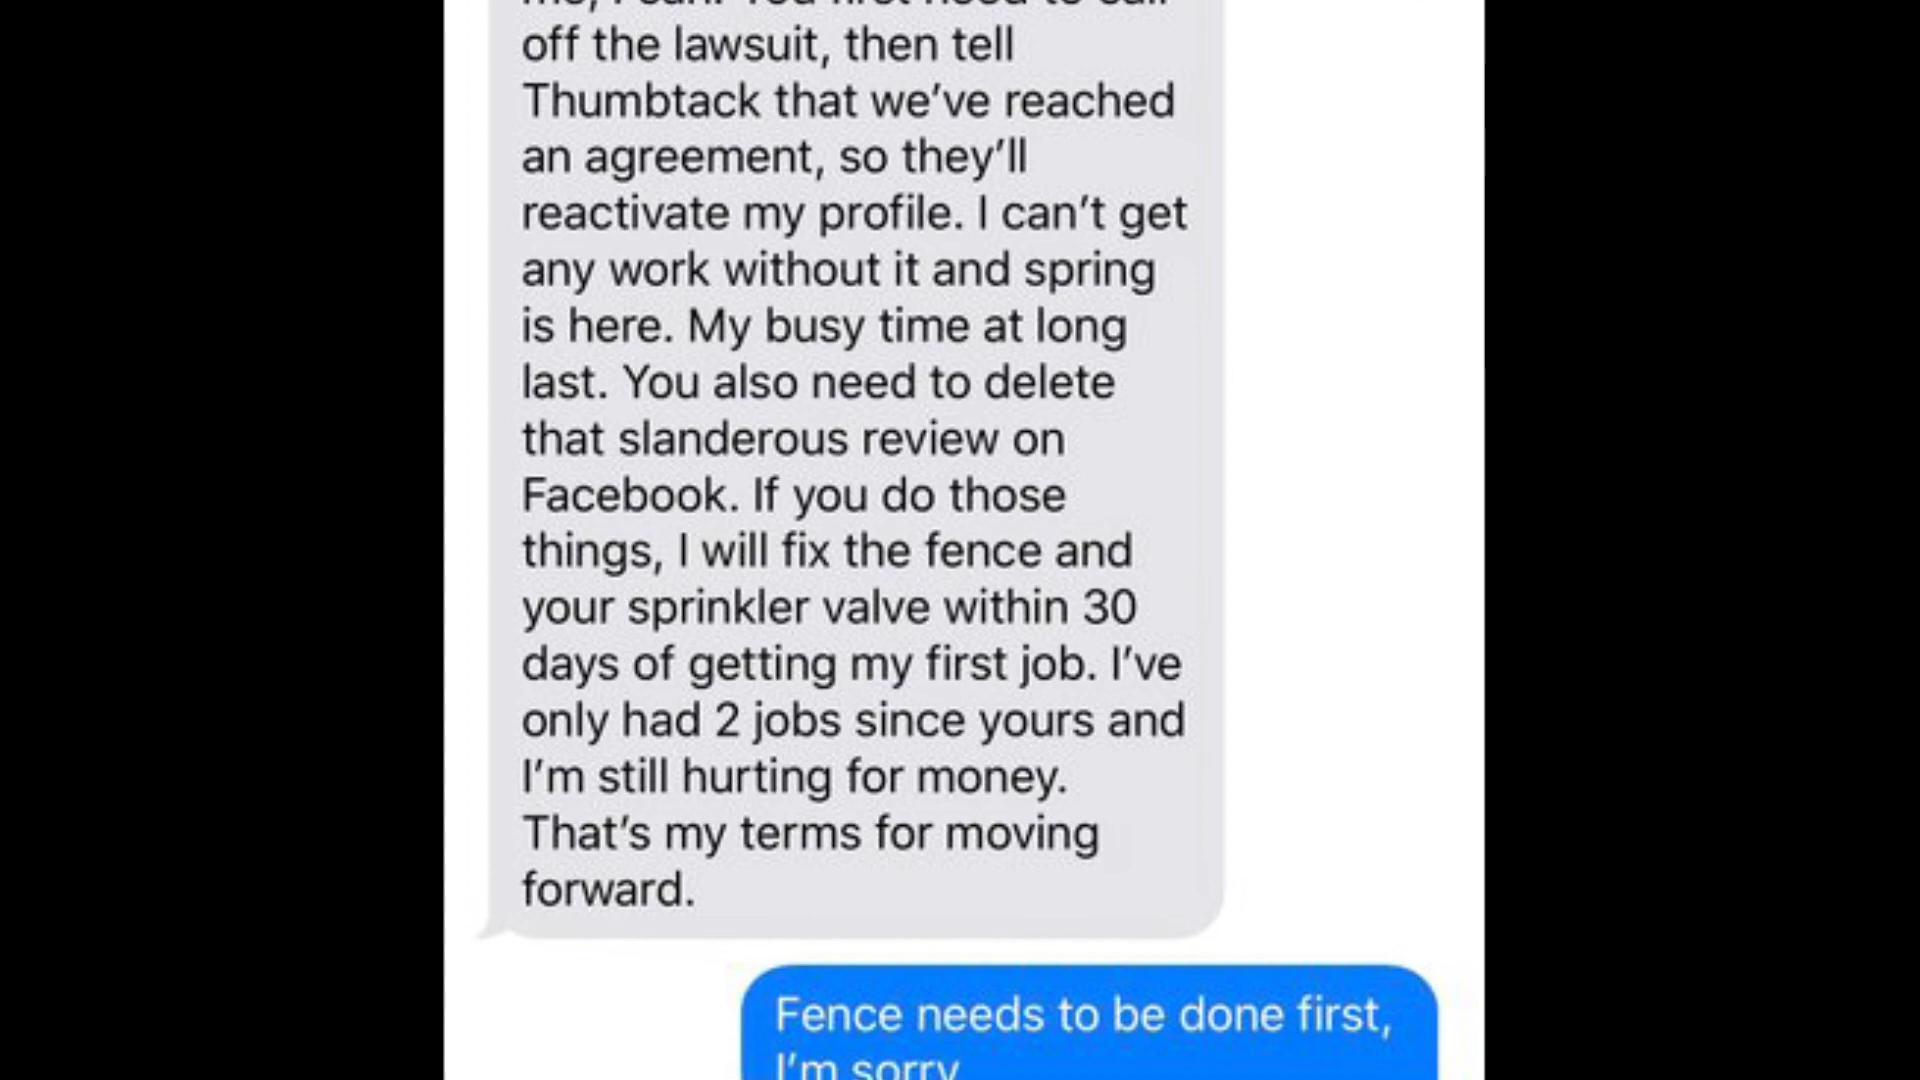 off the lawsuit, then tell
Thumbtack that we've reached
an agreement, so they'll
reactivate my profile. I can't get
any work without it and spring
is here. My busy time at long
last. You also need to delete
that slanderous review on
Facebook. If you do those
things, I will fix the fence and
your sprinkler valve within 30
days of getting my first job. I've
only had 2 jobs since yours and
I'm still hurting for money.
That's my terms for moving
forward.
Fence needs to be done first,
I'm sorry